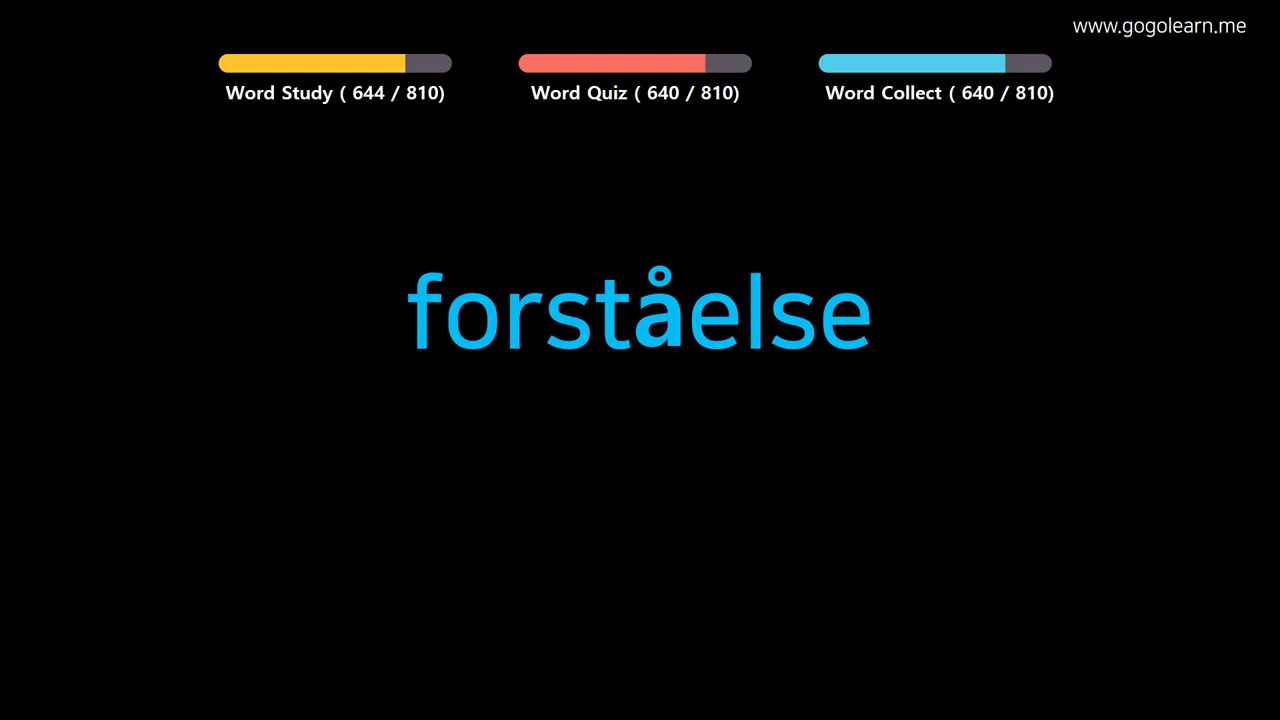 www.gogolearn.me
Word Study ( 644 / 810)
Word Quiz ( 640 / 810)
Word Collect ( 640 / 810)
forståelse